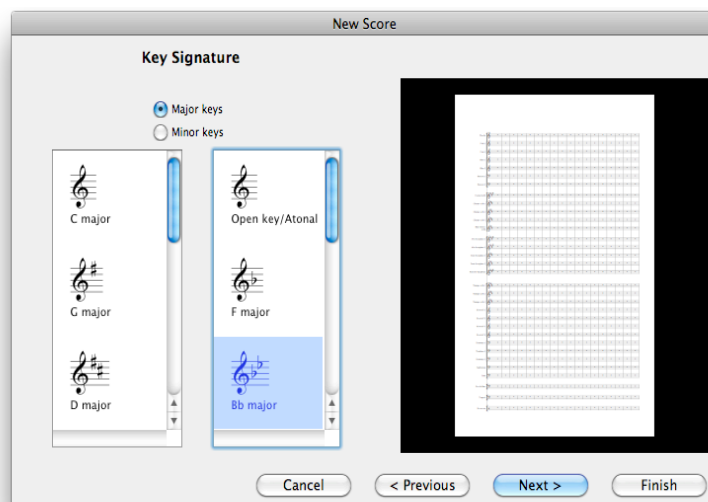 New Score
Key Signature
Major keys
Minor keys
C major
G major
D major
Open key/Atonal
F major
Bb major
Cancel
< Previous
Next >
Finish